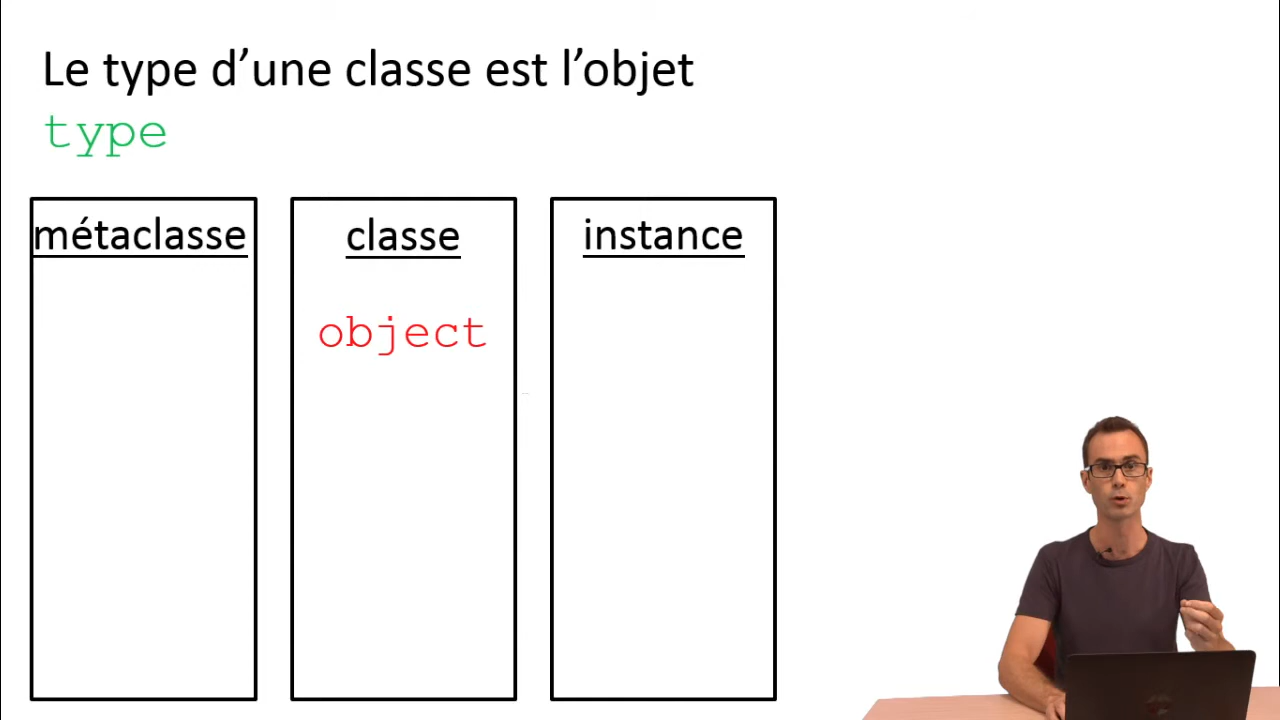 Le type d’une classe est l’objet
type
métaclasse
classe
instance
object